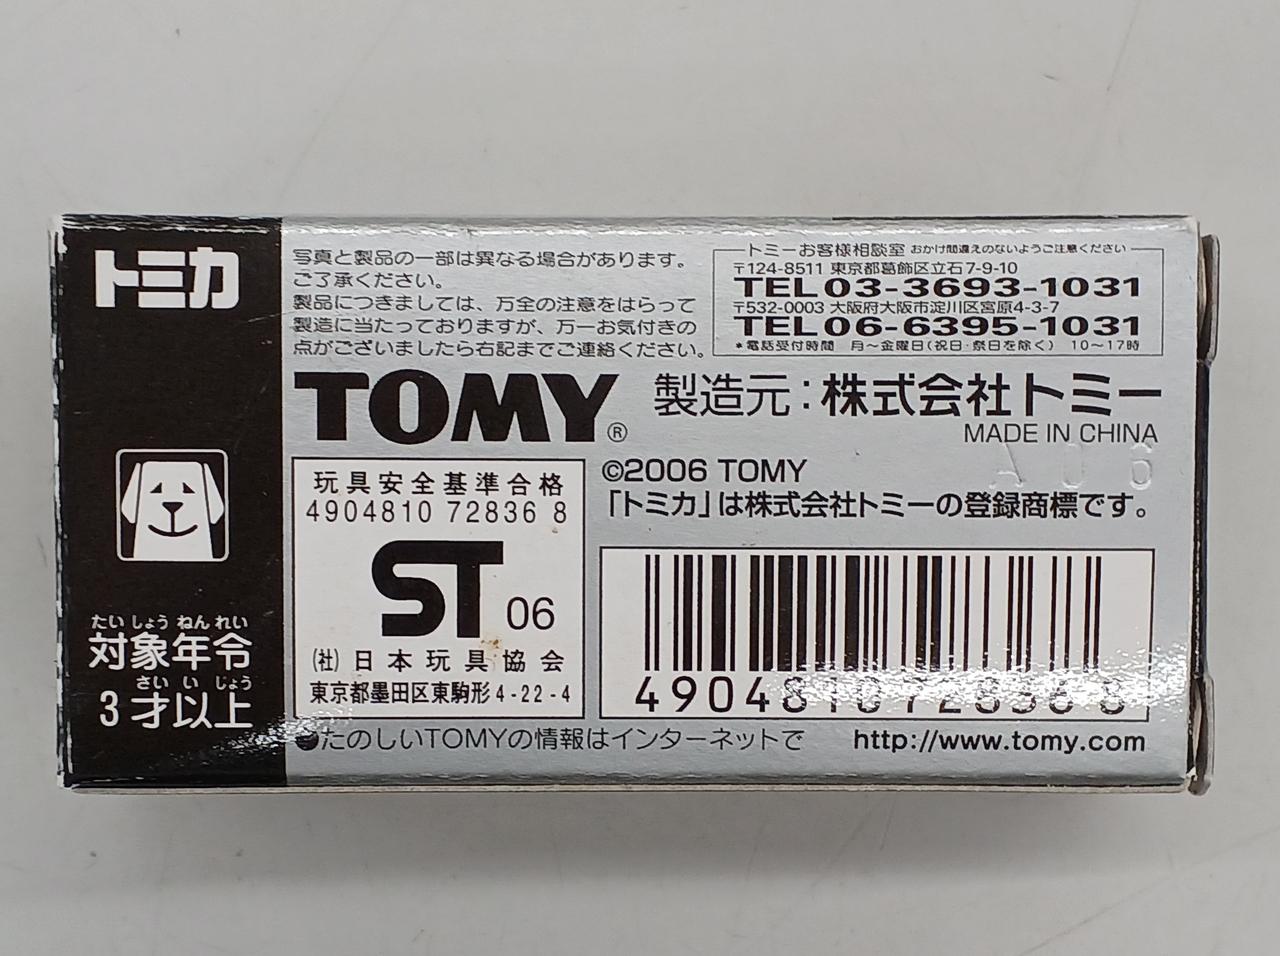 トミカ
写真と製品の一部は異なる場合があります。
ご了承ください。
製品につきましては、万全の注意をはらって
製造に当たっておりますが、万一お気付きの
点がございましたら右記までご連絡ください。
トミーお客様相談室 おかけ間違えのないようご注意ください
〒124-8511 東京都葛飾区立石7-9-10
TEL03-3693-1031
〒532-0003 大阪府大阪市淀川区宮原4-3-7
TEL06-6395-1031
*電話受付時間 月～金曜日(祝日・祭日を除く) 10～17時
TOMY® 製造元:株式会社トミー
MADE IN CHINA
A 06
玩具安全基準合格
4904810 72836 8
ST 06
(社)日本玩具協会
東京都墨田区東駒形4-22-4
©2006 TOMY
「トミカ」は株式会社トミーの登録商標です。
4904810728368
たいしょうねんれい
対象年令
さいいじょう
3才以上
●たのしいTOMYの情報はインターネットで http://www.tomy.com